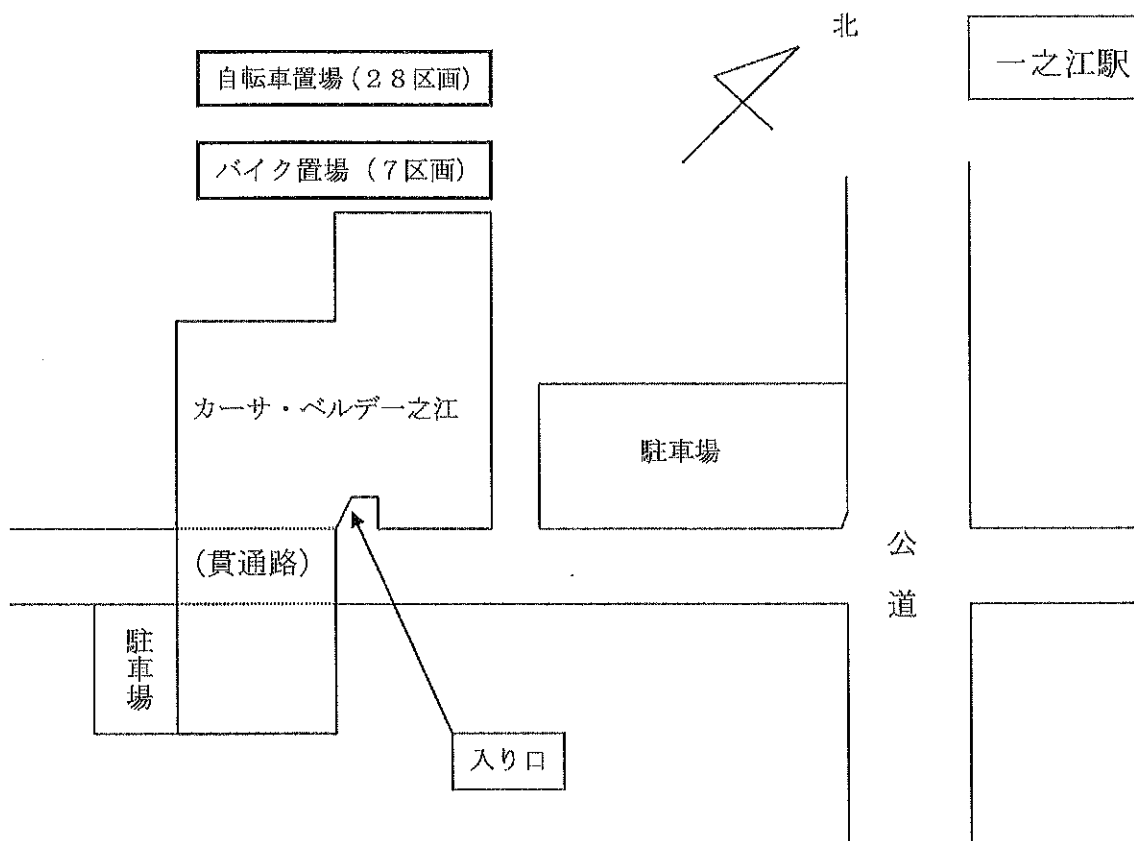 北
一之江駅
自転車置場(28区画)
バイク置場(7区画)
カーサ・ベルデ一之江
駐車場
(貫通路)
公道
駐車場
入り口